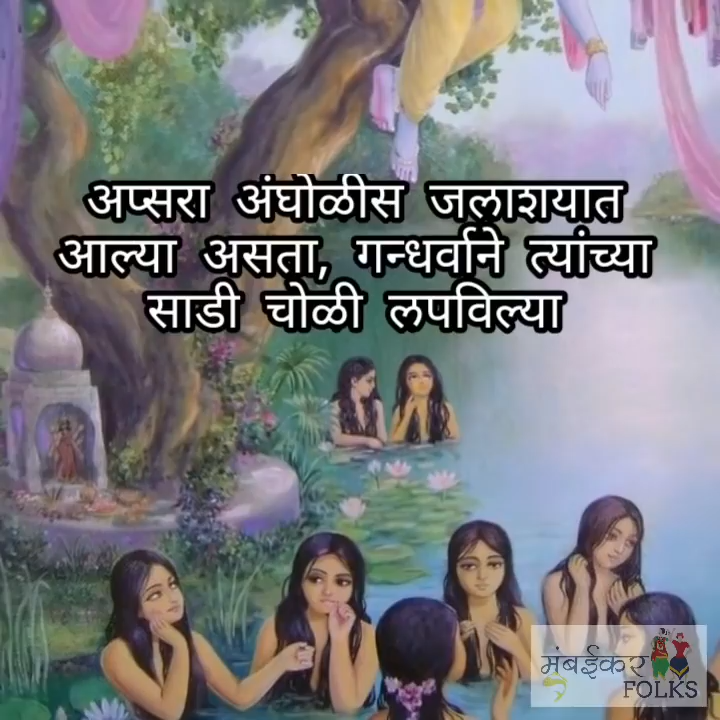 अप्सरा अंघोळीस जलाशयात
आल्या असता, गन्धर्वाने त्यांच्या
साडी चोळी लपविल्या
मुंबईकर
FOLKS